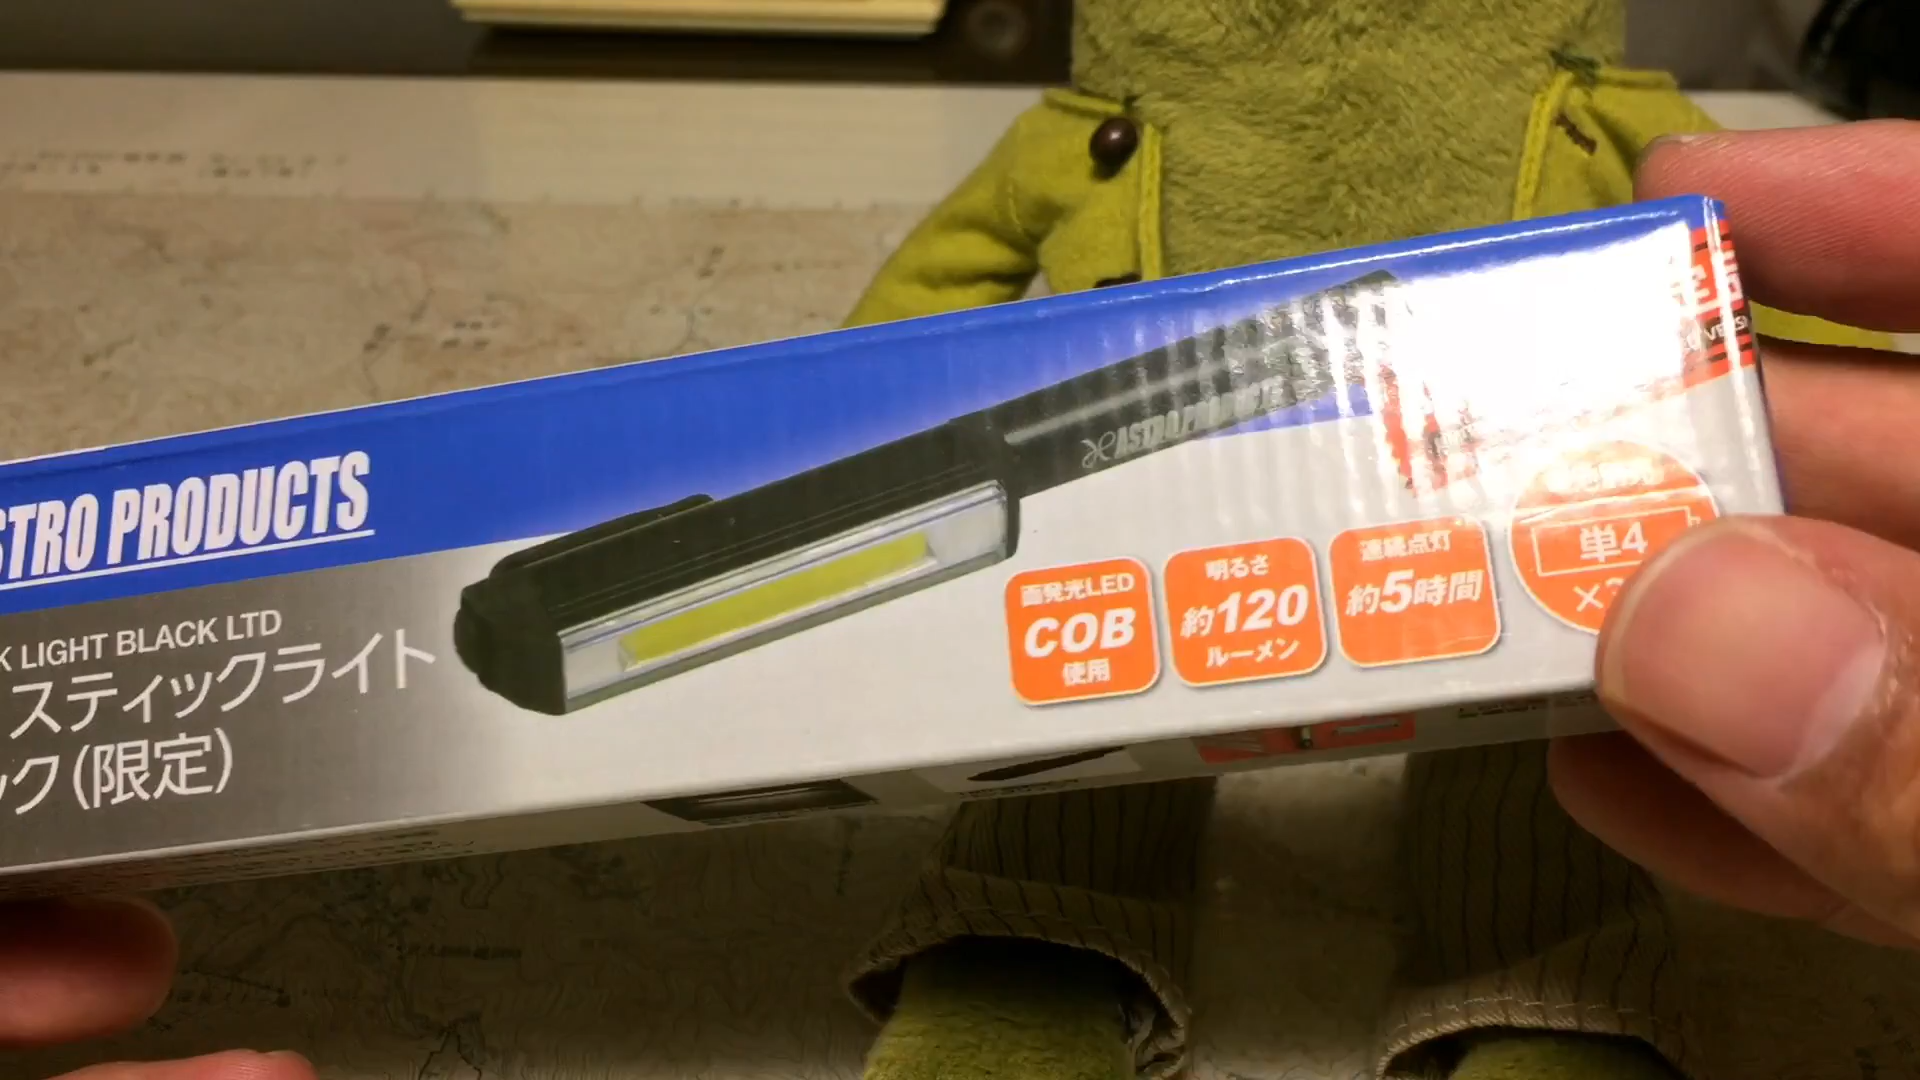 STRO PRODUCTS
K LIGHT BLACK LTD
スティックライト
ック(限定)
ASTRO PRODUCTS
面発光LED
COB
使用
明るさ
約120
ルーメン
連続点灯
約5時間
単4